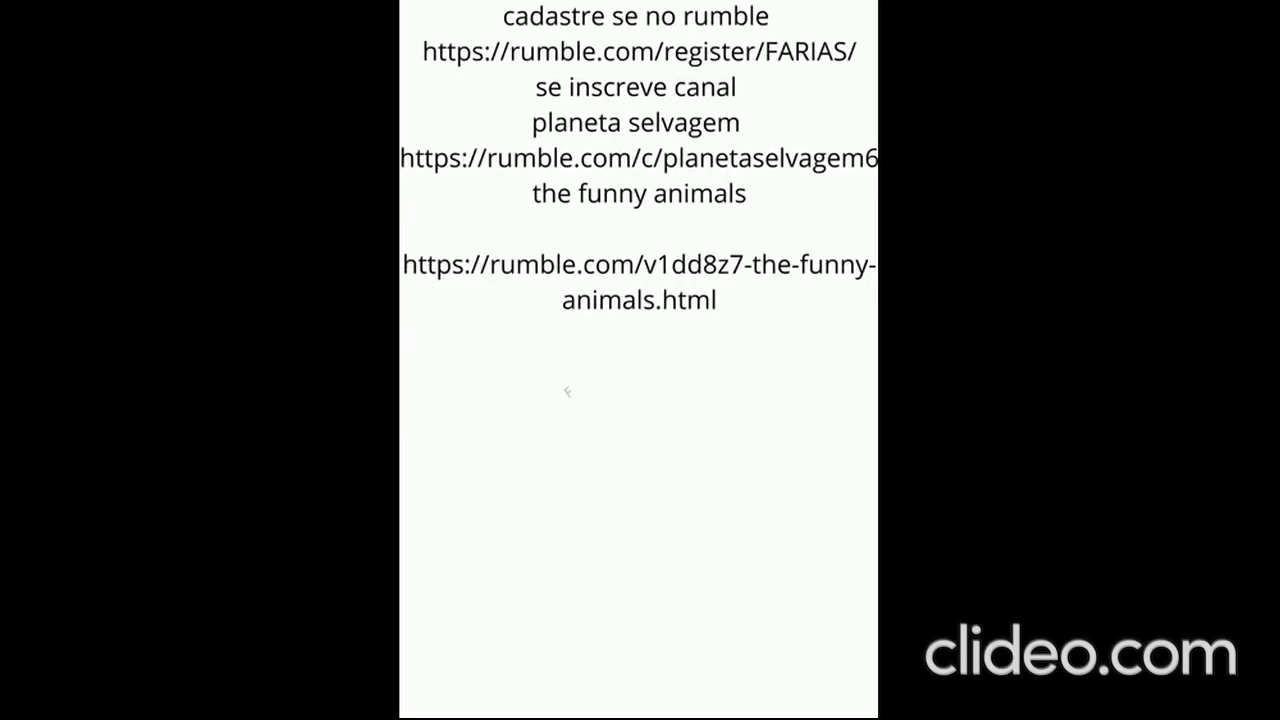 cadastre se no rumble
https://rumble.com/register/FARIAS/
se inscreve canal
planeta selvagem
https://rumble.com/c/planetaselvagem6
the funny animals
https://rumble.com/v1dd8z7-the-funny-
animals.html
clideo.com